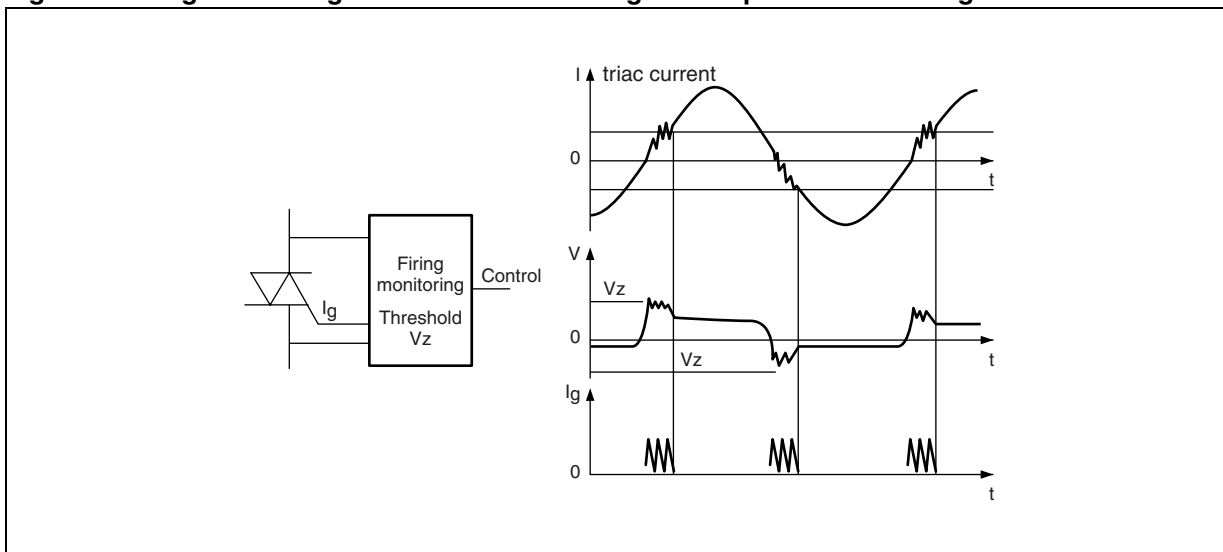 Firing
monitoring
Threshold
Vz
Control
Ig
I
triac current
0
t
V
Vz
0
Vz
t
Ig
0
t